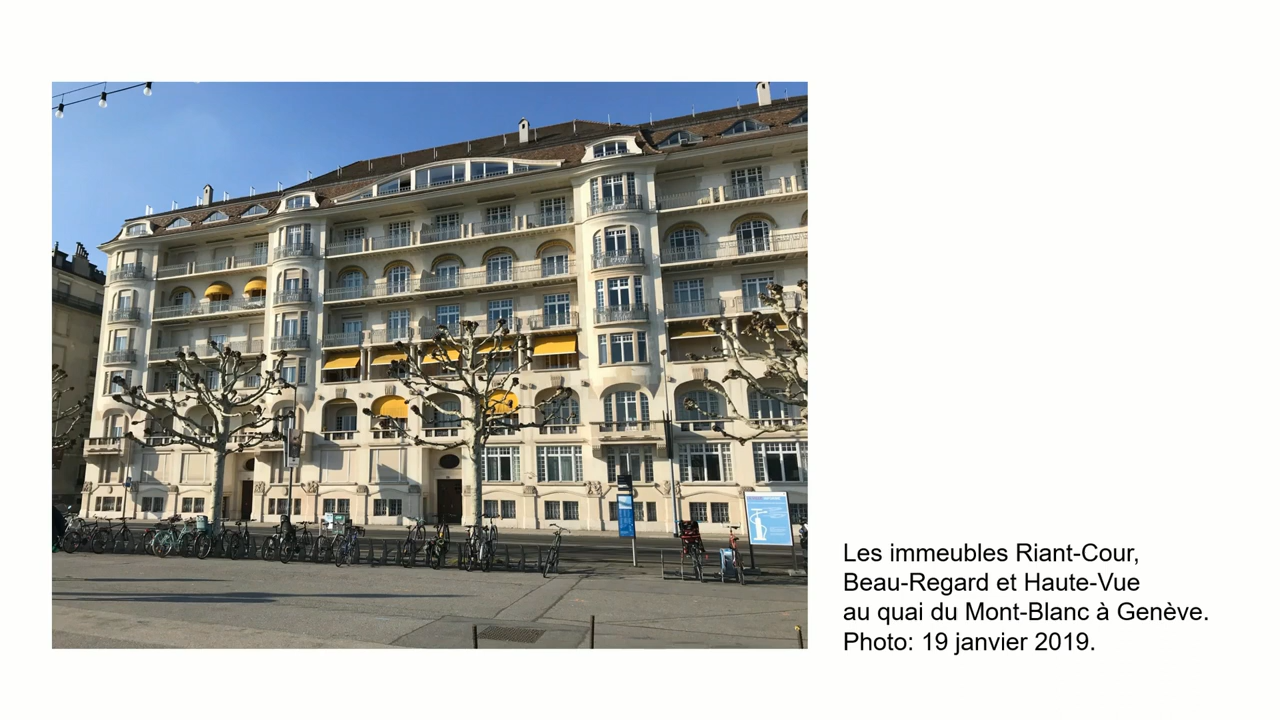 Les immeubles Riant-Cour,
Beau-Regard et Haute-Vue
au quai du Mont-Blanc à Genève.
Photo: 19 janvier 2019.